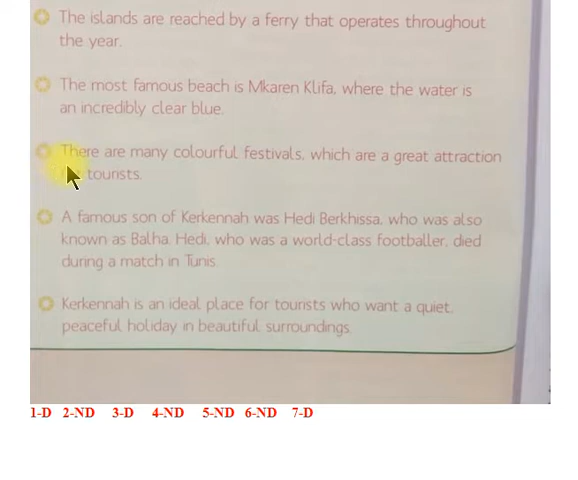 The islands are reached by a ferry that operates throughout
the year.
The most famous beach is Mkaren Klifa, where the water is
an incredibly clear blue.
There are many colourful festivals, which are a great attraction
tourists.
A famous son of Kerkennah was Hedi Berkhissa, who was also
known as Balha. Hedi, who was a world-class footballer, died
during a match in Tunis.
Kerkennah is an ideal place for tourists who want a quiet,
peaceful holiday in beautiful surroundings.
1-D 2-ND 3-D 4-ND 5-ND 6-ND 7-D